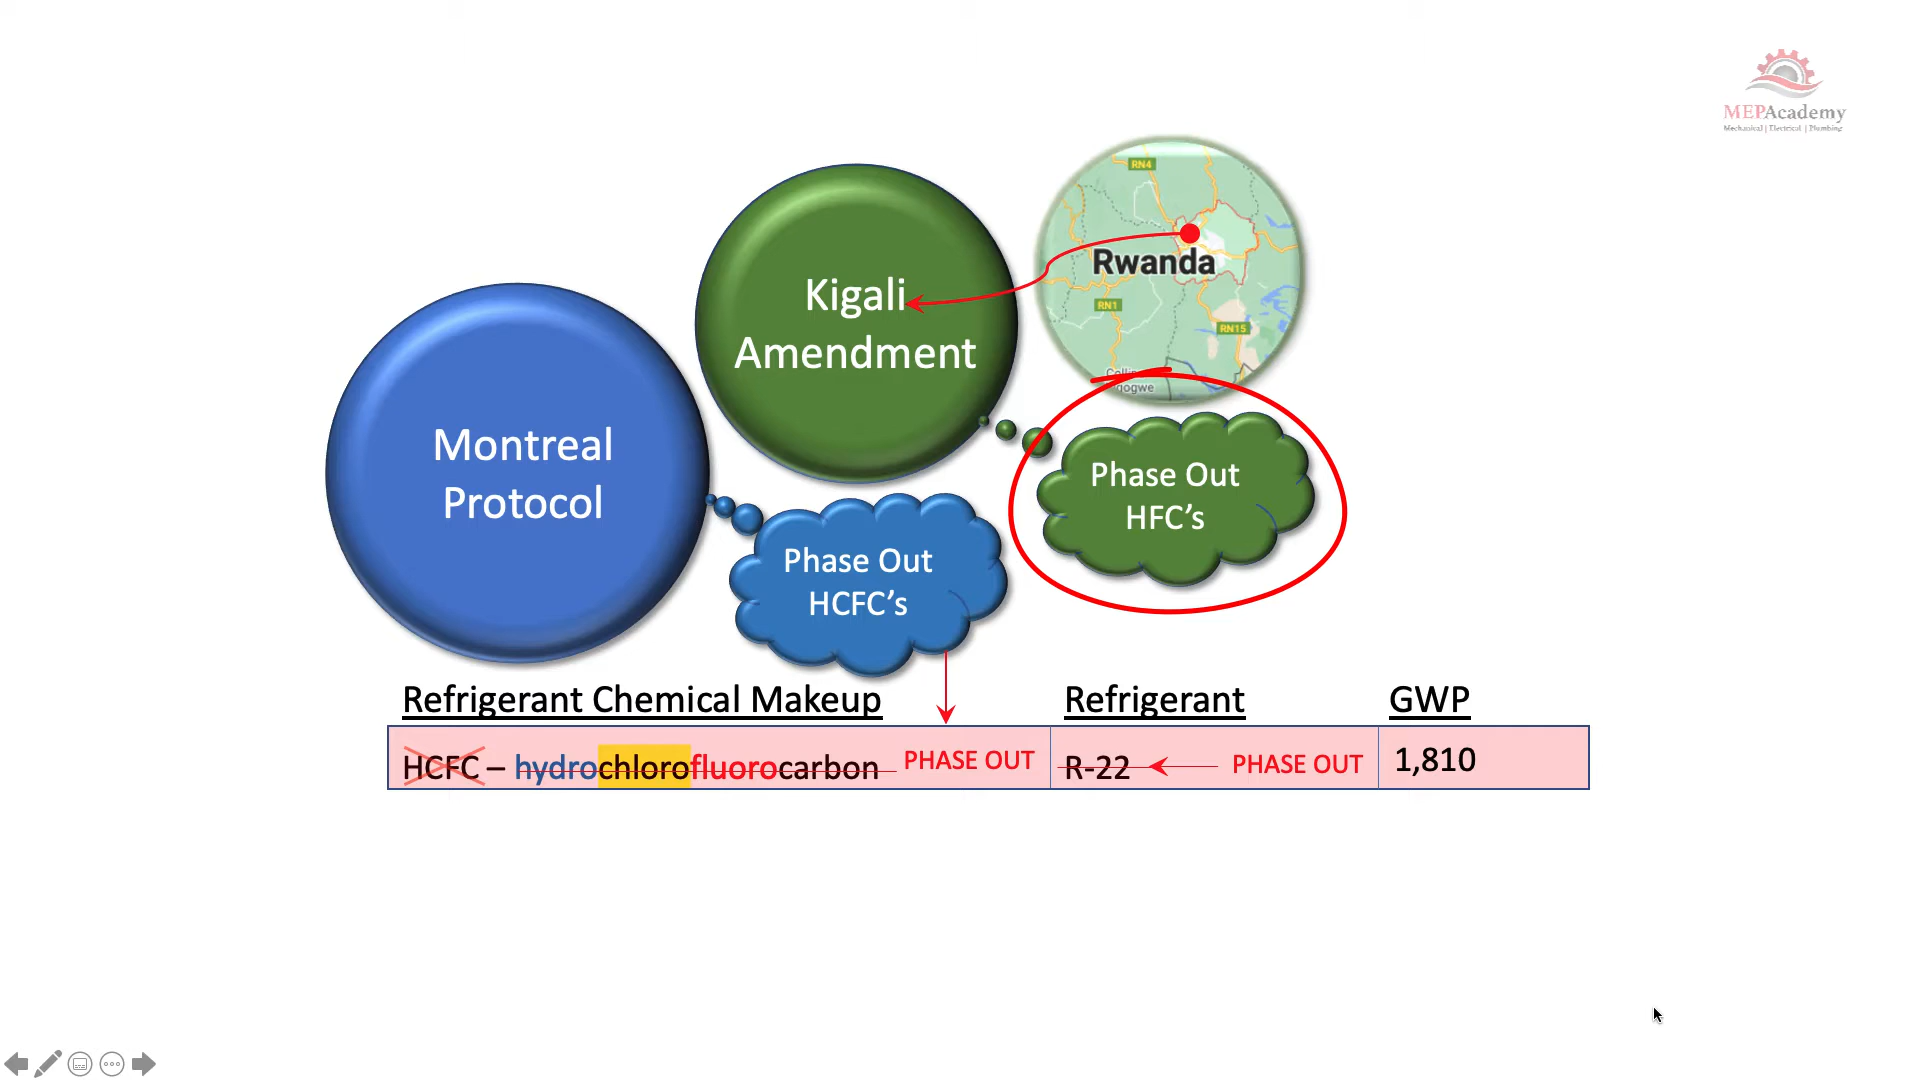 MEPAcademy
Mechanical | Electrical | Plumbing
RN4
Rwanda
RN1
RN15
Kigali
Amendment
Montreal
Protocol
Phase Out
HFC’s
Phase Out
HCFC’s
Refrigerant Chemical Makeup
Refrigerant
GWP
HCFC – hydrochlorofluorocarbon PHASE OUT
R-22
PHASE OUT
1,810